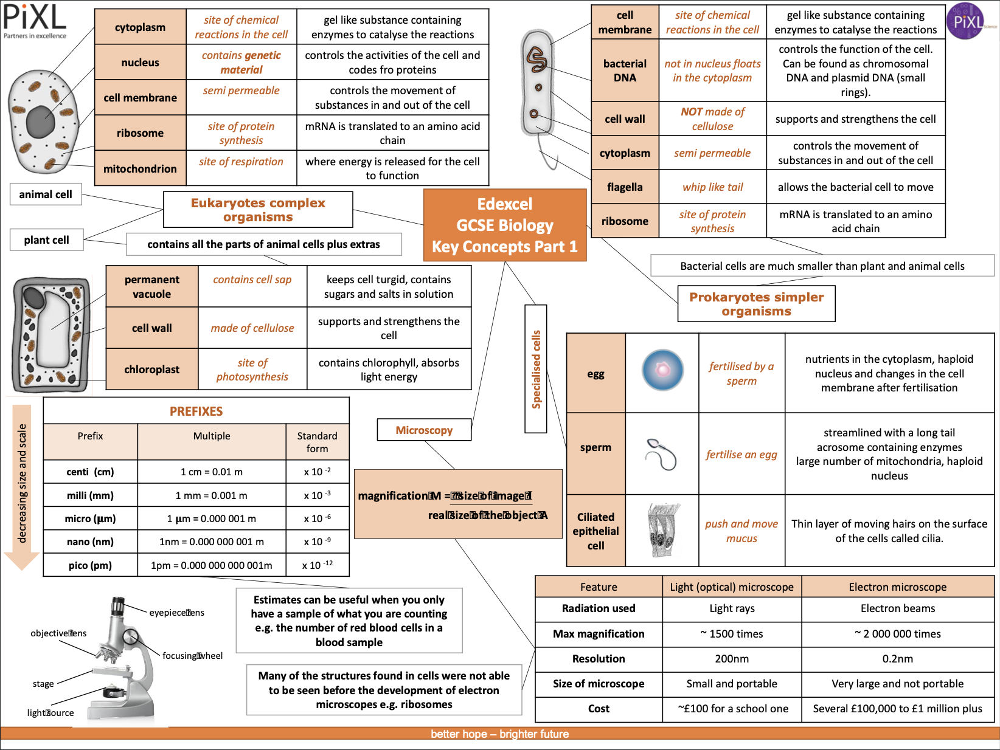 PiXL
Partners in excellence
cytoplasm
site of chemical
reactions in the cell
gel like substance containing
enzymes to catalyse the reactions
nucleus
contains genetic
material
controls the activities of the cell and
codes fro proteins
cell membrane
semi permeable
controls the movement of
substances in and out of the cell
ribosome
site of protein
synthesis
mRNA is translated to an amino acid
chain
mitochondrion
site of respiration
where energy is released for the cell
to function
cell
membrane
site of chemical
reactions in the cell
gel like substance containing
enzymes to catalyse the reactions
bacterial
DNA
not in nucleus floats
in the cytoplasm
controls the function of the cell.
Can be found as chromosomal
DNA and plasmid DNA (small
rings).
cell wall
NOT made of
cellulose
supports and strengthens the cell
cytoplasm
semi permeable
controls the movement of
substances in and out of the cell
flagella
whip like tail
allows the bacterial cell to move
ribosome
site of protein
synthesis
mRNA is translated to an amino
acid chain
PiXL
Science
animal cell
plant cell
Eukaryotes complex
organisms
contains all the parts of animal cells plus extras
Edexcel
GCSE Biology
Key Concepts Part 1
Bacterial cells are much smaller than plant and animal cells
Prokaryotes simpler
organisms
permanent
vacuole
contains cell sap
keeps cell turgid, contains
sugars and salts in solution
cell wall
made of cellulose
supports and strengthens the
cell
chloroplast
site of
photosynthesis
contains chlorophyll, absorbs
light energy
Specialised cells
egg
fertilised by a
sperm
nutrients in the cytoplasm, haploid
nucleus and changes in the cell
membrane after fertilisation
sperm
fertilise an egg
streamlined with a long tail
acrosome containing enzymes
large number of mitochondria, haploid
nucleus
Ciliated
epithelial
cell
push and move
mucus
Thin layer of moving hairs on the surface
of the cells called cilia.
decreasing size and scale
PREFIXES
Prefix
Multiple
Standard
form
centi (cm)
1 cm = 0.01 m
x 10 -2
milli (mm)
1 mm = 0.001 m
x 10 -3
micro (µm)
1 µm = 0.000 001 m
x 10 -6
nano (nm)
1nm = 0.000 000 001 m
x 10 -9
pico (pm)
1pm = 0.000 000 000 001m
x 10 -12
Microscopy
magnification M = size of image I
real size of the object A
Estimates can be useful when you only
have a sample of what you are counting
e.g. the number of red blood cells in a
blood sample
Many of the structures found in cells were not able
to be seen before the development of electron
microscopes e.g. ribosomes
eyepiece lens
objective lens
focusing wheel
stage
light source
Feature
Light (optical) microscope
Electron microscope
Radiation used
Light rays
Electron beams
Max magnification
~ 1500 times
~ 2 000 000 times
Resolution
200nm
0.2nm
Size of microscope
Small and portable
Very large and not portable
Cost
~£100 for a school one
Several £100,000 to £1 million plus
better hope – brighter future